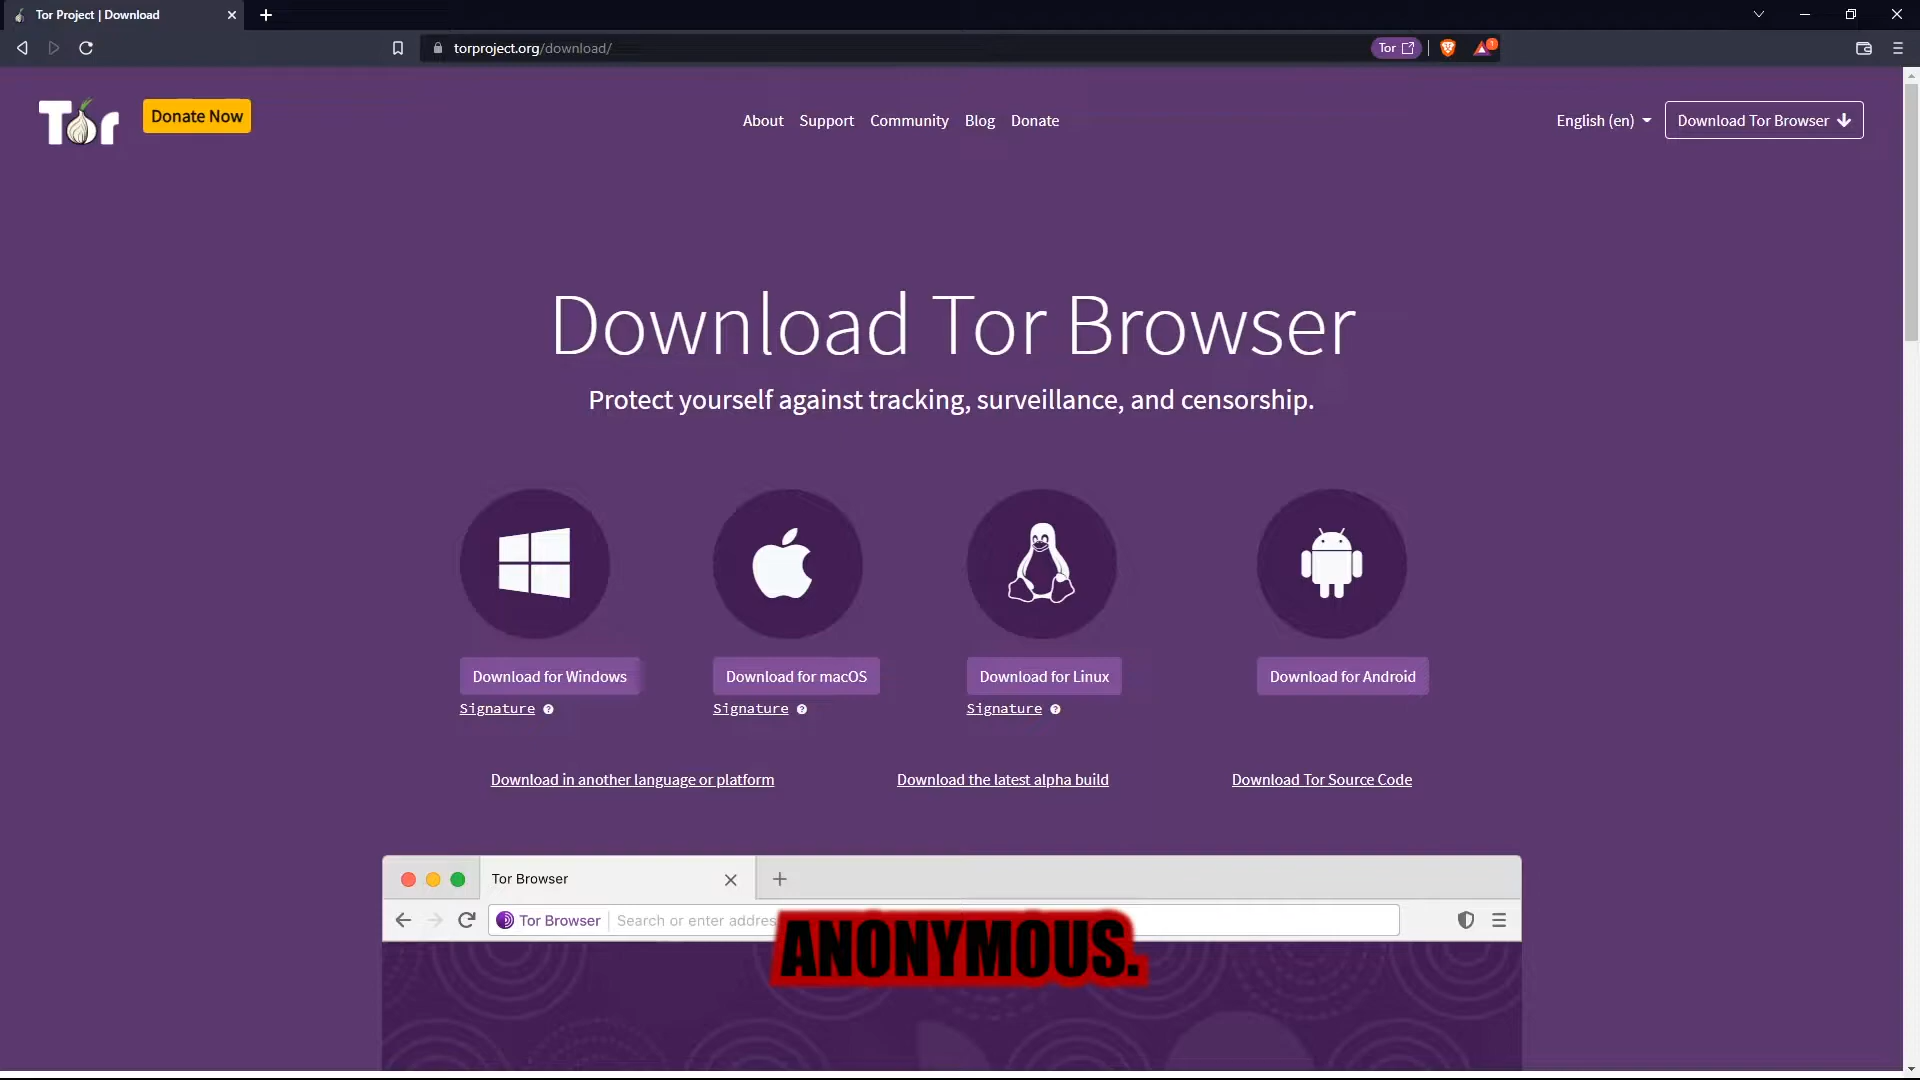 Tor Project | Download
torproject.org/download/
Tor
1
Tor
Donate Now
About Support Community Blog Donate
English (en)
Download Tor Browser
Download Tor Browser
Protect yourself against tracking, surveillance, and censorship.
Download for Windows
Download for macOS
Download for Linux
Download for Android
Signature ?
Signature ?
Signature ?
Download in another language or platform
Download the latest alpha build
Download Tor Source Code
Tor Browser
Tor Browser Search or enter addres
ANONYMOUS.